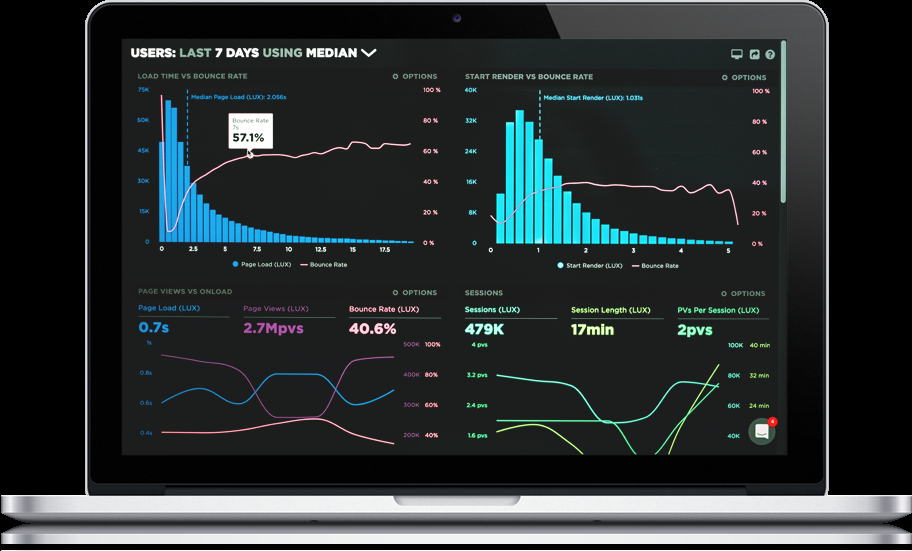 USERS: LAST 7 DAYS USING MEDIAN
LOAD TIME VS BOUNCE RATE
OPTIONS
75K
60K
45K
30K
15K
0
Median Page Load (LUX): 2.056s
Bounce Rate
7s
57.1%
100 %
80 %
60 %
40 %
20 %
0 %
0 2.5 5 7.5 10 12.5 15 17.5
Page Load (LUX) Bounce Rate
START RENDER VS BOUNCE RATE
OPTIONS
40K
32K
24K
16K
8K
0
Median Start Render (LUX): 1.031s
100 %
80 %
60 %
40 %
20 %
0 %
0 1 2 3 4 5
Start Render (LUX) Bounce Rate
PAGE VIEWS VS ONLOAD
OPTIONS
Page Load (LUX)
0.7s
Page Views (LUX)
2.7Mpvs
Bounce Rate (LUX)
40.6%
1s
0.8s
0.6s
0.4s
500K 100%
400K 80%
300K 60%
200K 40%
SESSIONS
OPTIONS
Sessions (LUX)
479K
Session Length (LUX)
17min
PVs Per Session (LUX)
2pvs
4 pvs
3.2 pvs
2.4 pvs
1.6 pvs
100K 40 min
80K 32 min
60K 24 min
40K
4